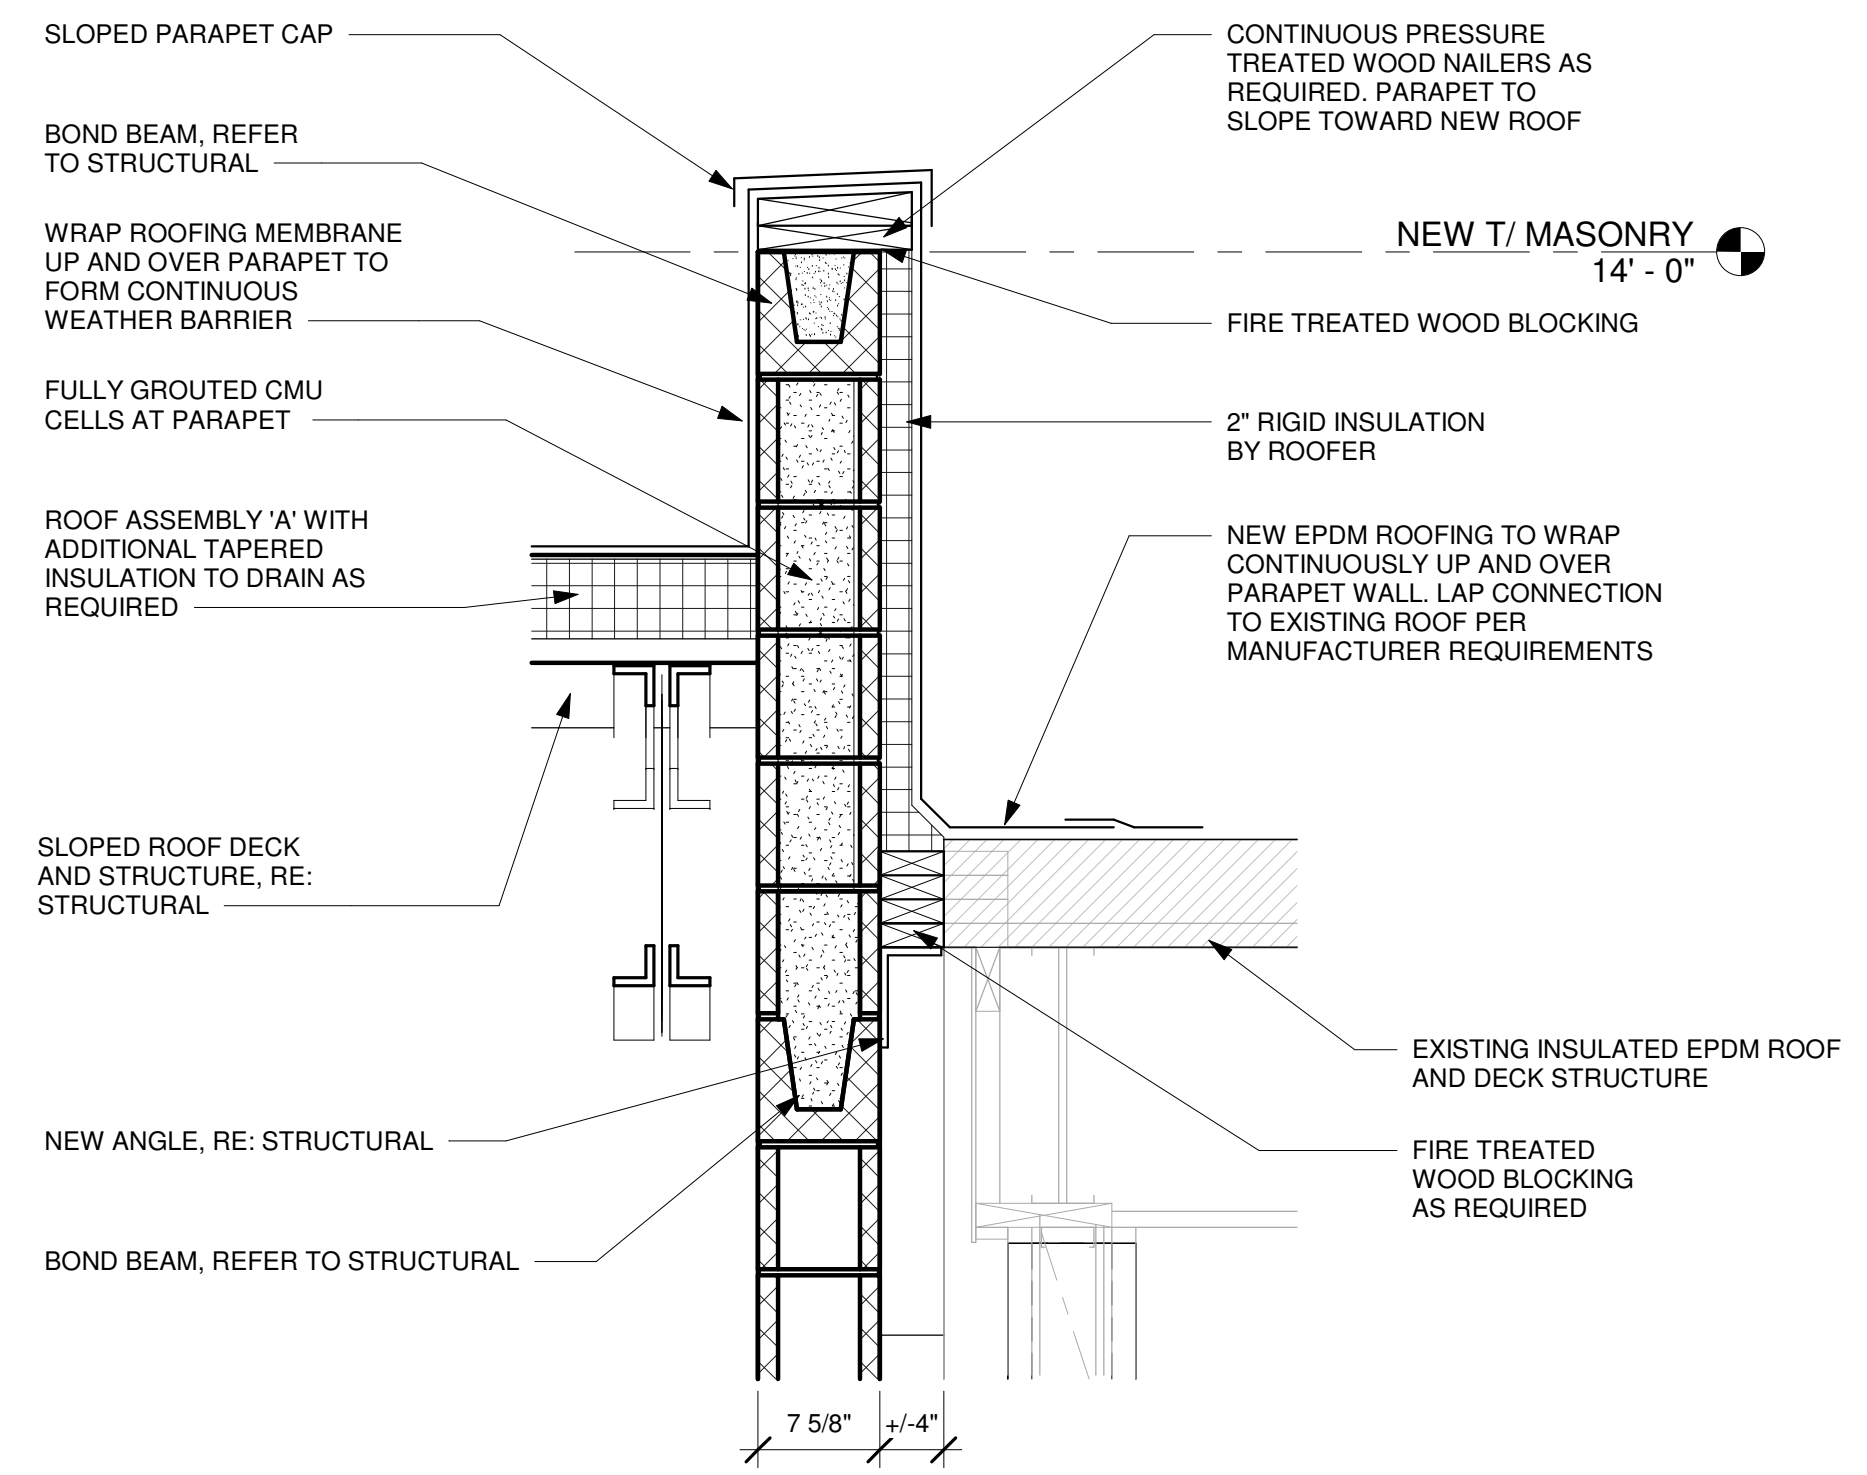 SLOPED PARAPET CAP
BOND BEAM, REFER
TO STRUCTURAL
WRAP ROOFING MEMBRANE
UP AND OVER PARAPET TO
FORM CONTINUOUS
WEATHER BARRIER
FULLY GROUTED CMU
CELLS AT PARAPET
ROOF ASSEMBLY 'A' WITH
ADDITIONAL TAPERED
INSULATION TO DRAIN AS
REQUIRED
SLOPED ROOF DECK
AND STRUCTURE, RE:
STRUCTURAL
NEW ANGLE, RE: STRUCTURAL
BOND BEAM, REFER TO STRUCTURAL
CONTINUOUS PRESSURE
TREATED WOOD NAILERS AS
REQUIRED. PARAPET TO
SLOPE TOWARD NEW ROOF
NEW T/ MASONRY
14' - 0"
FIRE TREATED WOOD BLOCKING
2" RIGID INSULATION
BY ROOFER
NEW EPDM ROOFING TO WRAP
CONTINUOUSLY UP AND OVER
PARAPET WALL. LAP CONNECTION
TO EXISTING ROOF PER
MANUFACTURER REQUIREMENTS
EXISTING INSULATED EPDM ROOF
AND DECK STRUCTURE
FIRE TREATED
WOOD BLOCKING
AS REQUIRED
7 5/8"
+/-4"